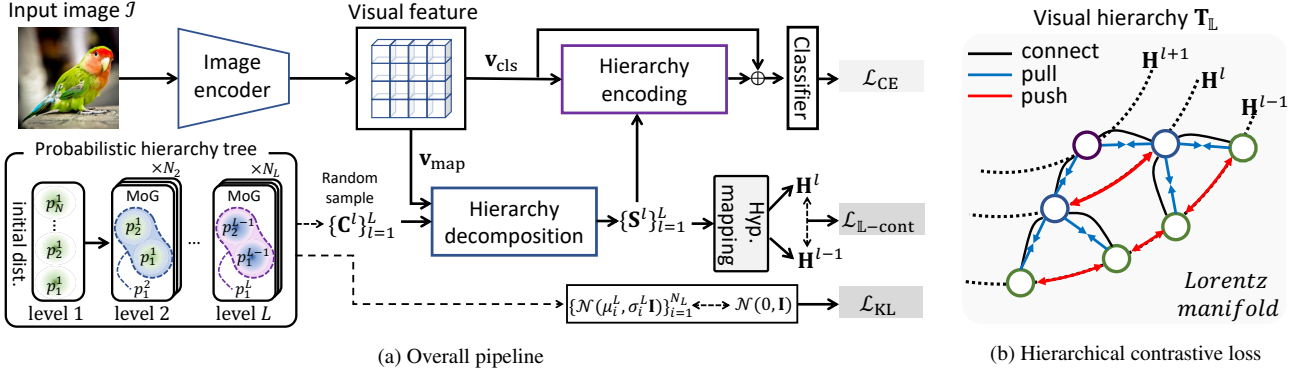 Input image ℐ
Image
encoder
Visual feature
v_cls
Hierarchy
encoding
⊕
Classifier
ℒ_CE
v_map
Probabilistic hierarchy tree
initial dist.
p_N^1
⋮
p_2^1
p_1^1
level 1
×N_2
MoG
p_2^1
p_1^1
p_1^2
level 2
...
×N_L
MoG
p_2^{L-1}
p_1^{L-1}
p_1^L
level L
Random
sample
{C^l}_{l=1}^L
Hierarchy
decomposition
{S^l}_{l=1}^L
Hyp.
mapping
H^l
H^{l-1}
ℒ_{𝕃-cont}
{𝒩(μ_i^L, σ_i^L I)}_{i=1}^{N_L}
𝒩(0, I)
ℒ_KL
(a) Overall pipeline
Visual hierarchy T_𝕃
connect
pull
push
H^{l+1}
H^l
H^{l-1}
Lorentz
manifold
(b) Hierarchical contrastive loss